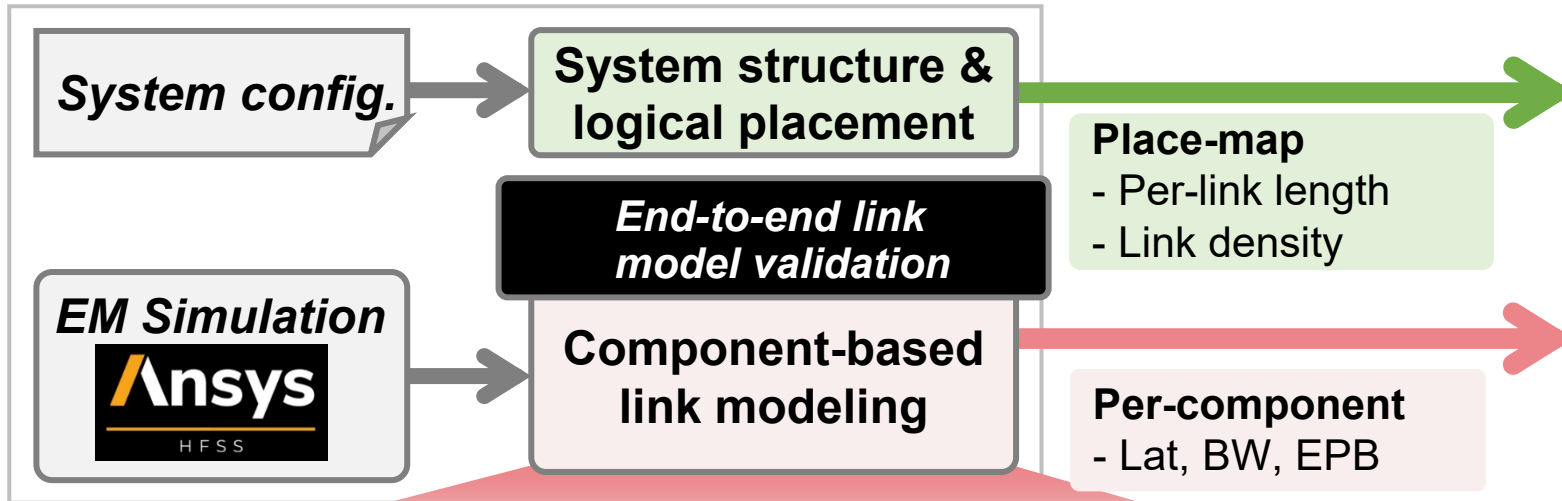 System config.
System structure &
logical placement
Place-map
- Per-link length
- Link density
End-to-end link
model validation
EM Simulation
Ansys
HFSS
Component-based
link modeling
Per-component
- Lat, BW, EPB